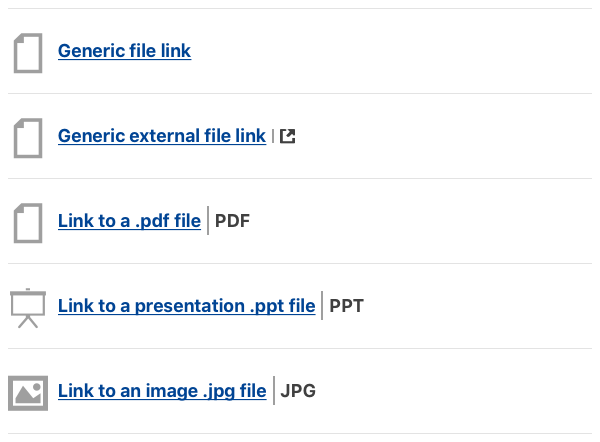 Generic file link
Generic external file link
Link to a .pdf file PDF
Link to a presentation .ppt file PPT
Link to an image .jpg file JPG